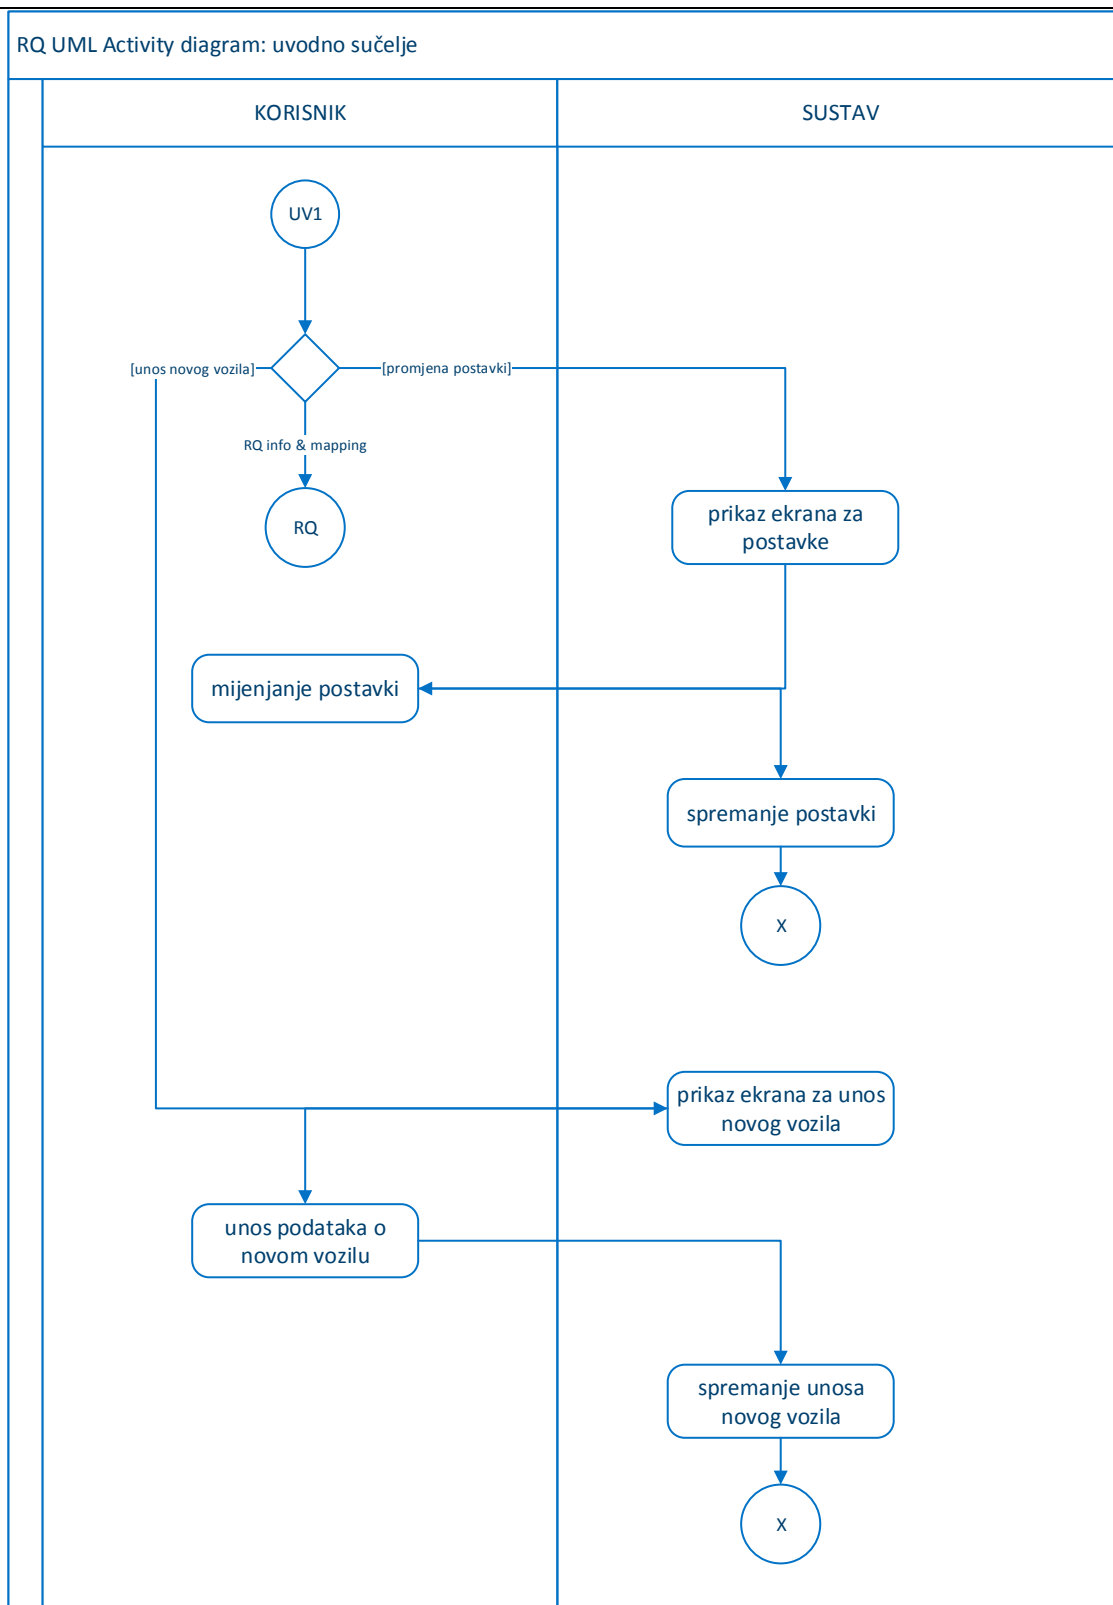 RQ UML Activity diagram: uvodno sučelje
KORISNIK
SUSTAV
UV1
[unos novog vozila]
[promjena postavki]
RQ info & mapping
RQ
prikaz ekrana za
postavke
mijenjanje postavki
spremanje postavki
X
prikaz ekrana za unos
novog vozila
unos podataka o
novom vozilu
spremanje unosa
novog vozila
X